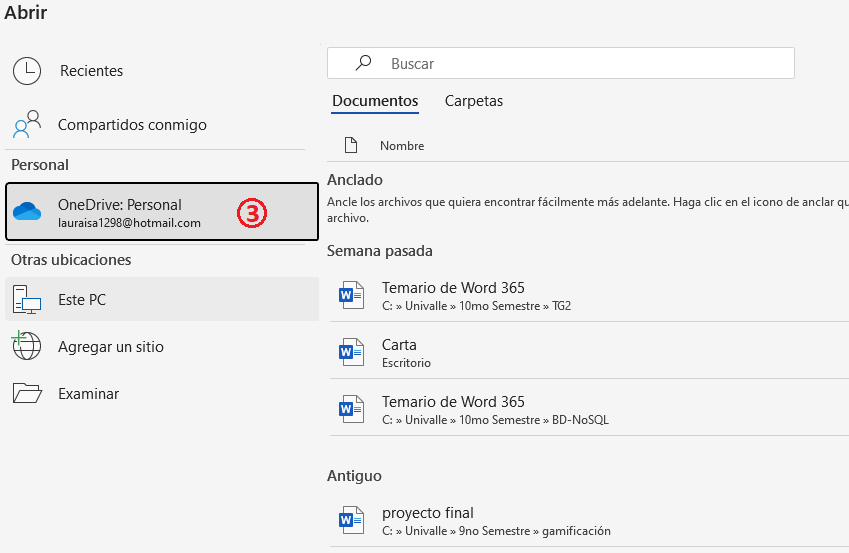 Abrir
Recientes
Compartidos conmigo
Personal
OneDrive: Personal
lauraisa1298@hotmail.com
3
Otras ubicaciones
Este PC
Agregar un sitio
Examinar
Buscar
Documentos Carpetas
Nombre
Anclado
Ancle los archivos que quiera encontrar fácilmente más adelante. Haga clic en el icono de anclar qu
archivo.
Semana pasada
Temario de Word 365
C: » Univalle » 10mo Semestre » TG2
Carta
Escritorio
Temario de Word 365
C: » Univalle » 10mo Semestre » BD-NoSQL
Antiguo
proyecto final
C: » Univalle » 9no Semestre » gamificación